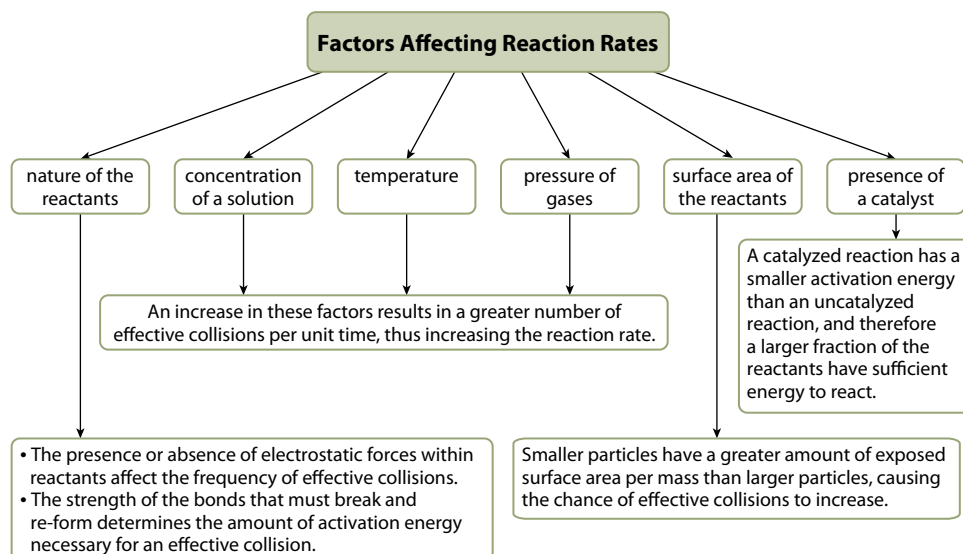 Factors Affecting Reaction Rates
nature of the
reactants
concentration
of a solution
temperature
pressure of
gases
surface area of
the reactants
presence of
a catalyst
A catalyzed reaction has a
smaller activation energy
than an uncatalyzed
reaction, and therefore
a larger fraction of the
reactants have sufficient
energy to react.
An increase in these factors results in a greater number of
effective collisions per unit time, thus increasing the reaction rate.
• The presence or absence of electrostatic forces within
reactants affect the frequency of effective collisions.
• The strength of the bonds that must break and
re-form determines the amount of activation energy
necessary for an effective collision.
Smaller particles have a greater amount of exposed
surface area per mass than larger particles, causing
the chance of effective collisions to increase.